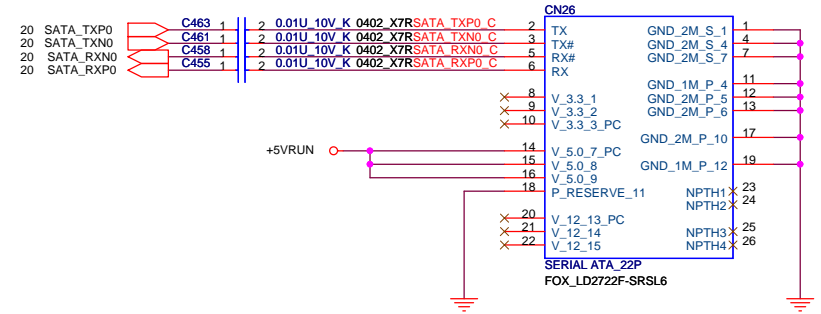 CN26
20 SATA_TXP0 C463 1 2 0.01U_10V_K 0402_X7R SATA_TXP0_C 2 TX GND_2M_S_1 1
20 SATA_TXN0 C461 1 2 0.01U_10V_K 0402_X7R SATA_TXN0_C 3 TX# GND_2M_S_4 4
20 SATA_RXN0 C458 1 2 0.01U_10V_K 0402_X7R SATA_RXN0_C 5 RX# GND_2M_S_7 7
20 SATA_RXP0 C455 1 2 0.01U_10V_K 0402_X7R SATA_RXP0_C 6 RX
GND_1M_P_4 11
8 V_3.3_1 GND_2M_P_5 12
9 V_3.3_2 GND_2M_P_6 13
10 V_3.3_3_PC
GND_2M_P_10 17
+5VRUN 14 V_5.0_7_PC
15 V_5.0_8 GND_1M_P_12 19
16 V_5.0_9
18 P_RESERVE_11 NPTH1 23
NPTH2 24
20 V_12_13_PC
21 V_12_14 NPTH3 25
22 V_12_15 NPTH4 26
SERIAL ATA_22P
FOX_LD2722F-SRSL6